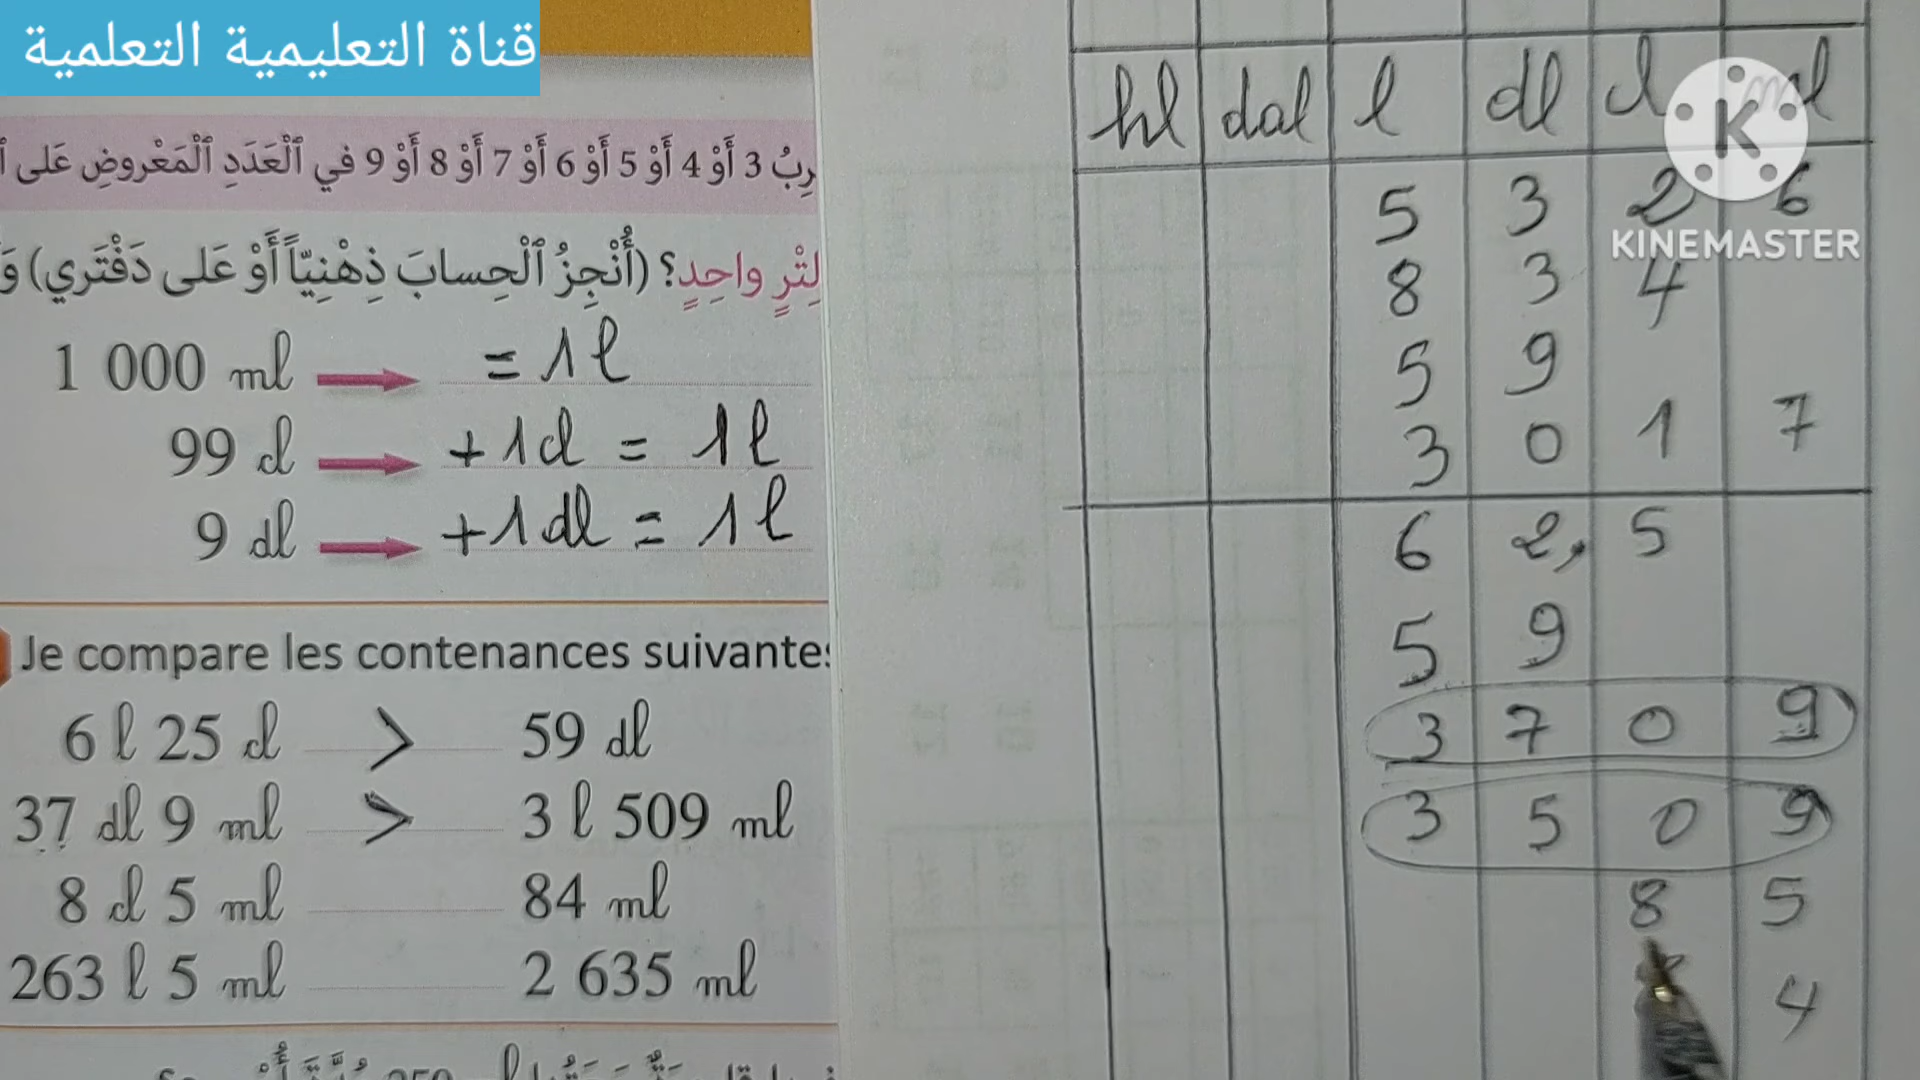 قناة التعليمية التعلمية
3 أَوْ 4 أَوْ 5 أَوْ 6 أَوْ 7 أَوْ 8 أَوْ 9 في ٱلْعَدَدِ ٱلْمَعْروضِ عَلى
لِتْرٍ واحِدٍ؟ (أُنْجِزُ ٱلْحِسابَ ذِهْنِيّاً أَوْ عَلى دَفْتَري)
1 000 ml = 1 l
99 cl + 1 cl = 1 l
9 dl + 1 dl = 1 l
Je compare les contenances suivantes
6 l 25 cl > 59 dl
37 dl 9 ml > 3 l 509 ml
8 cl 5 ml 84 ml
263 l 5 ml 2 635 ml
hl dal l dl cl ml
5 3 2 6
8 3 4
5 9
3 0 1 7
6 2, 5
5 9
3 7 0 9
3 5 0 9
8 5
4
KINEMASTER